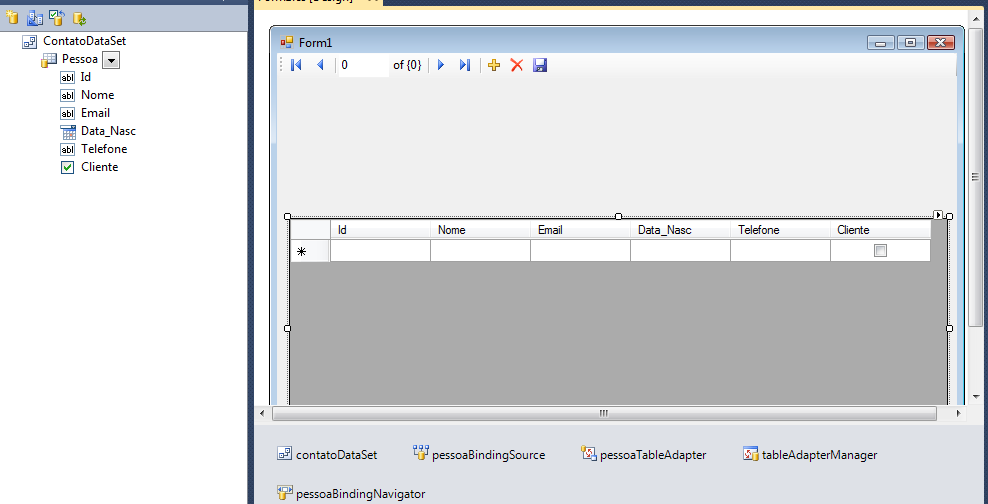 ContatoDataSet
Pessoa
Id
Nome
Email
Data_Nasc
Telefone
Cliente
Form1
0 of {0}
Id Nome Email Data_Nasc Telefone Cliente
contatoDataSet pessoaBindingSource pessoaTableAdapter tableAdapterManager
pessoaBindingNavigator